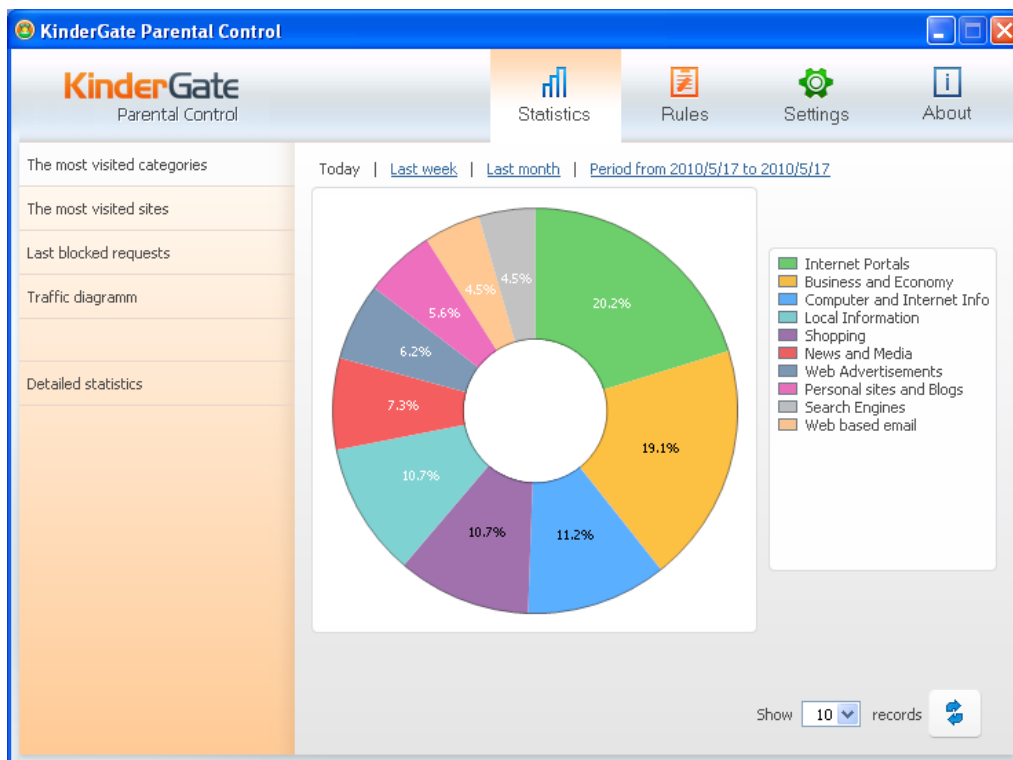 KinderGate Parental Control
KinderGate
Parental Control
Statistics
Rules
Settings
i
About
The most visited categories
The most visited sites
Last blocked requests
Traffic diagramm
Detailed statistics
Today | Last week | Last month | Period from 2010/5/17 to 2010/5/17
4.5%
4.5%
20.2%
5.6%
6.2%
7.3%
19.1%
10.7%
10.7%
11.2%
Internet Portals
Business and Economy
Computer and Internet Info
Local Information
Shopping
News and Media
Web Advertisements
Personal sites and Blogs
Search Engines
Web based email
Show 10 records